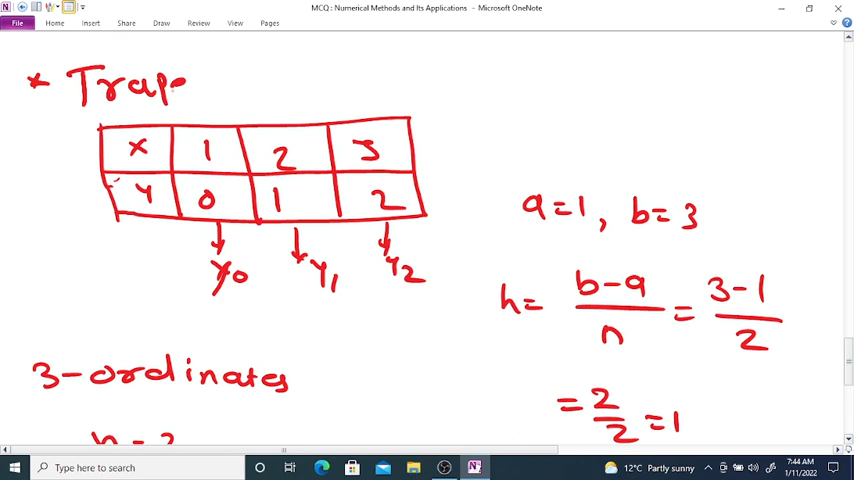 MCQ : Numerical Methods and Its Applications - Microsoft OneNote
File Home Insert Share Draw History Review View Pages
* Trap
X 1 2 3
Y 0 1 2
Y0 Y1 Y2
a=1, b=3
h= b-a / n = 3-1 / 2
3-ordinates
= 2/2 =1
Type here to search
12°C Partly sunny
7:44 AM
1/11/2022